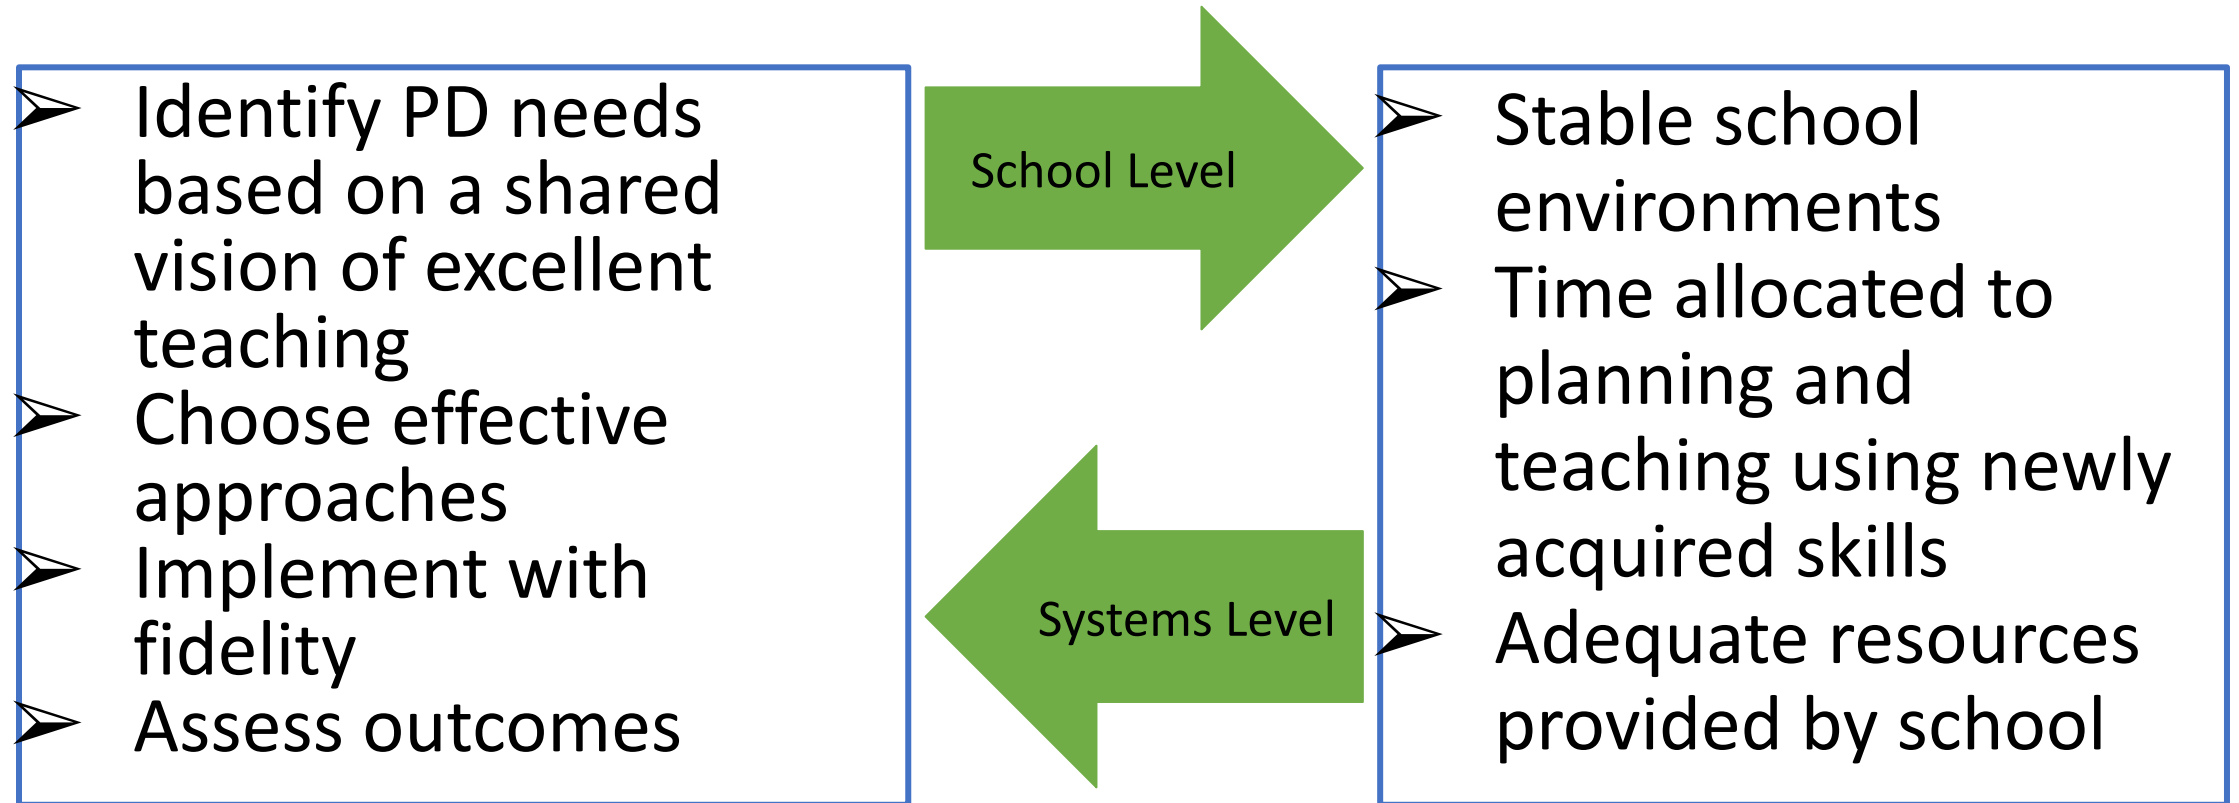 Identify PD needs
based on a shared
vision of excellent
teaching
Choose effective
approaches
Implement with
fidelity
Assess outcomes
School Level
Systems Level
Stable school
environments
Time allocated to
planning and
teaching using newly
acquired skills
Adequate resources
provided by school